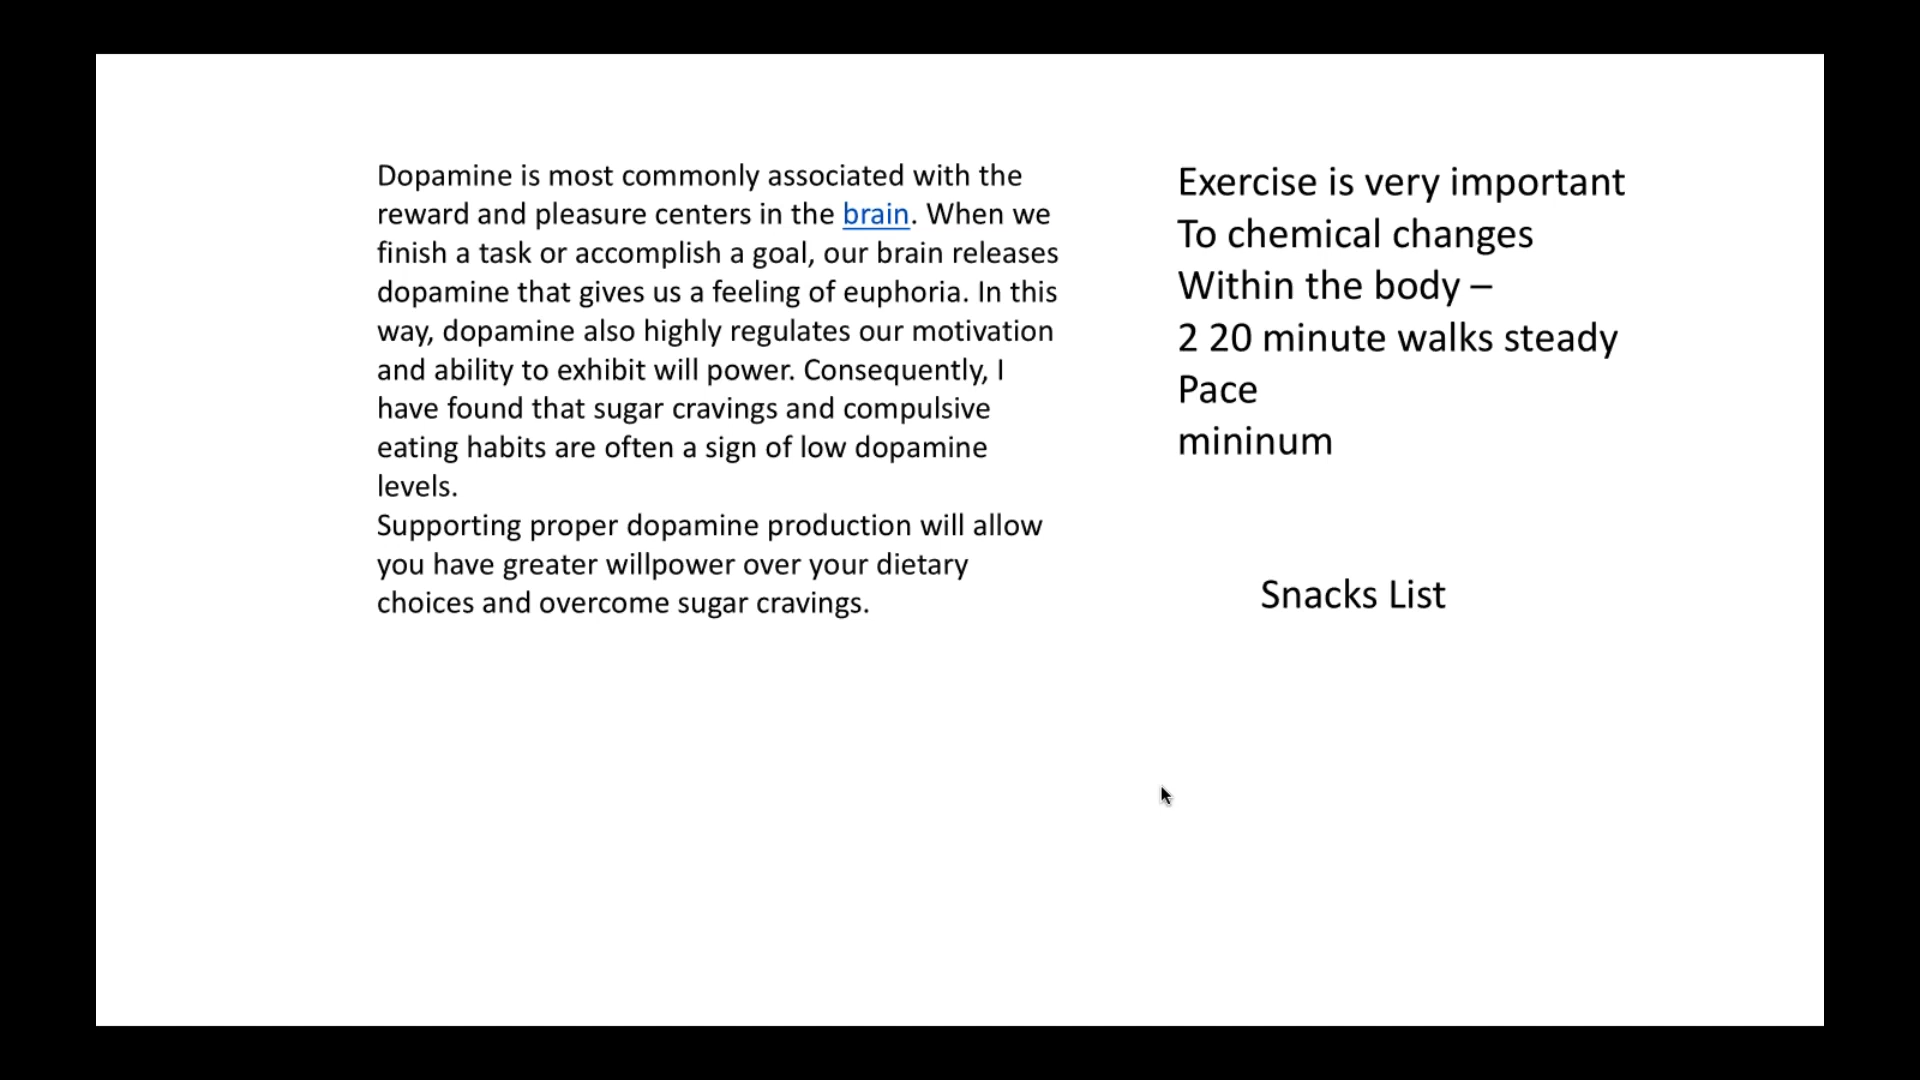 Dopamine is most commonly associated with the
reward and pleasure centers in the brain. When we
finish a task or accomplish a goal, our brain releases
dopamine that gives us a feeling of euphoria. In this
way, dopamine also highly regulates our motivation
and ability to exhibit will power. Consequently, I
have found that sugar cravings and compulsive
eating habits are often a sign of low dopamine
levels.
Supporting proper dopamine production will allow
you have greater willpower over your dietary
choices and overcome sugar cravings.
Exercise is very important
To chemical changes
Within the body –
2 20 minute walks steady
Pace
mininum
Snacks List